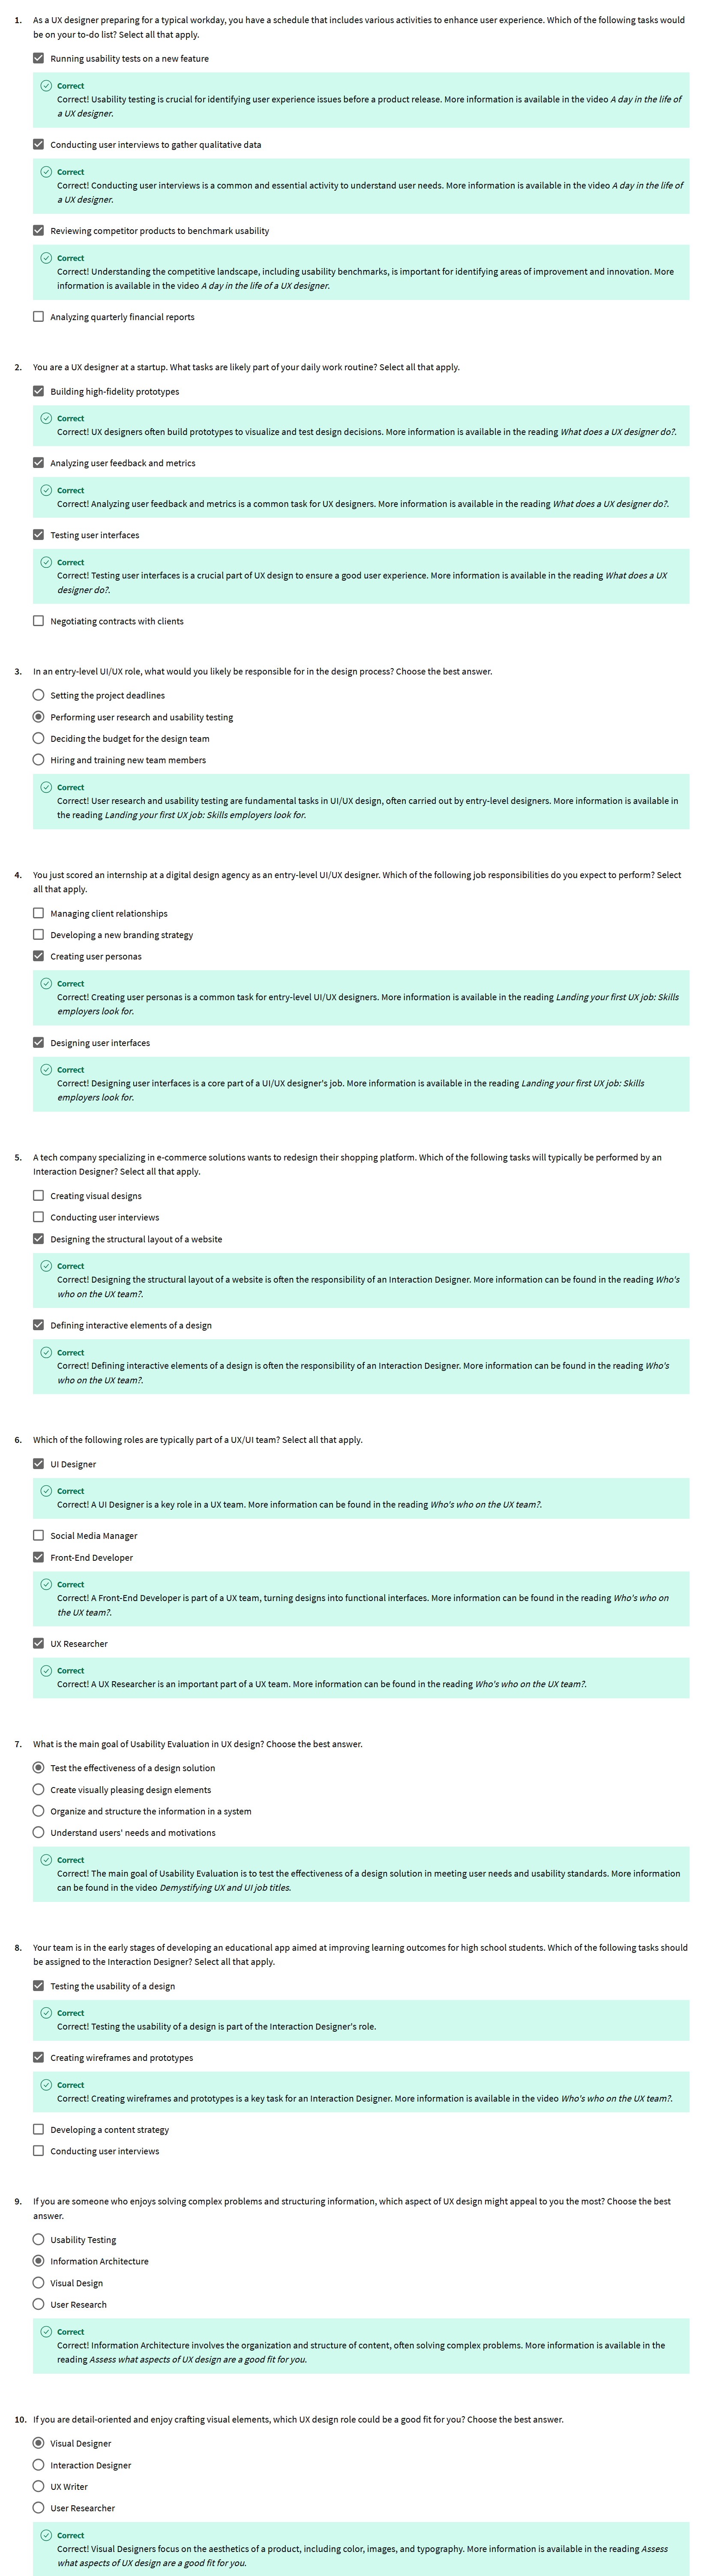 1. As a UX designer preparing for a typical workday, you have a schedule that includes various activities to enhance user experience. Which of the following tasks would
be on your to-do list? Select all that apply.
Running usability tests on a new feature
Correct
Correct! Usability testing is crucial for identifying user experience issues before a product release. More information is available in the video A day in the life of
a UX designer.
Conducting user interviews to gather qualitative data
Correct
Correct! Conducting user interviews is a common and essential activity to understand user needs. More information is available in the video A day in the life of
a UX designer.
Reviewing competitor products to benchmark usability
Correct
Correct! Understanding the competitive landscape, including usability benchmarks, is important for identifying areas of improvement and innovation. More
information is available in the video A day in the life of a UX designer.
Analyzing quarterly financial reports
2. You are a UX designer at a startup. What tasks are likely part of your daily work routine? Select all that apply.
Building high-fidelity prototypes
Correct
Correct! UX designers often build prototypes to visualize and test design decisions. More information is available in the reading What does a UX designer do?.
Analyzing user feedback and metrics
Correct
Correct! Analyzing user feedback and metrics is a common task for UX designers. More information is available in the reading What does a UX designer do?.
Testing user interfaces
Correct
Correct! Testing user interfaces is a crucial part of UX design to ensure a good user experience. More information is available in the reading What does a UX
designer do?.
Negotiating contracts with clients
3. In an entry-level UI/UX role, what would you likely be responsible for in the design process? Choose the best answer.
Setting the project deadlines
Performing user research and usability testing
Deciding the budget for the design team
Hiring and training new team members
Correct
Correct! User research and usability testing are fundamental tasks in UI/UX design, often carried out by entry-level designers. More information is available in
the reading Landing your first UX job: Skills employers look for.
4. You just scored an internship at a digital design agency as an entry-level UI/UX designer. Which of the following job responsibilities do you expect to perform? Select
all that apply.
Managing client relationships
Developing a new branding strategy
Creating user personas
Correct
Correct! Creating user personas is a common task for entry-level UI/UX designers. More information is available in the reading Landing your first UX job: Skills
employers look for.
Designing user interfaces
Correct
Correct! Designing user interfaces is a core part of a UI/UX designer's job. More information is available in the reading Landing your first UX job: Skills
employers look for.
5. A tech company specializing in e-commerce solutions wants to redesign their shopping platform. Which of the following tasks will typically be performed by an
Interaction Designer? Select all that apply.
Creating visual designs
Conducting user interviews
Designing the structural layout of a website
Correct
Correct! Designing the structural layout of a website is often the responsibility of an Interaction Designer. More information can be found in the reading Who's
who on the UX team?.
Defining interactive elements of a design
Correct
Correct! Defining interactive elements of a design is often the responsibility of an Interaction Designer. More information can be found in the reading Who's
who on the UX team?.
6. Which of the following roles are typically part of a UX/UI team? Select all that apply.
UI Designer
Correct
Correct! A UI Designer is a key role in a UX team. More information can be found in the reading Who's who on the UX team?.
Social Media Manager
Front-End Developer
Correct
Correct! A Front-End Developer is part of a UX team, turning designs into functional interfaces. More information can be found in the reading Who's who on
the UX team?.
UX Researcher
Correct
Correct! A UX Researcher is an important part of a UX team. More information can be found in the reading Who's who on the UX team?.
7. What is the main goal of Usability Evaluation in UX design? Choose the best answer.
Test the effectiveness of a design solution
Create visually pleasing design elements
Organize and structure the information in a system
Understand users' needs and motivations
Correct
Correct! The main goal of Usability Evaluation is to test the effectiveness of a design solution in meeting user needs and usability standards. More information
can be found in the video Demystifying UX and UI job titles.
8. Your team is in the early stages of developing an educational app aimed at improving learning outcomes for high school students. Which of the following tasks should
be assigned to the Interaction Designer? Select all that apply.
Testing the usability of a design
Correct
Correct! Testing the usability of a design is part of the Interaction Designer's role.
Creating wireframes and prototypes
Correct
Correct! Creating wireframes and prototypes is a key task for an Interaction Designer. More information is available in the video Who's who on the UX team?.
Developing a content strategy
Conducting user interviews
9. If you are someone who enjoys solving complex problems and structuring information, which aspect of UX design might appeal to you the most? Choose the best
answer.
Usability Testing
Information Architecture
Visual Design
User Research
Correct
Correct! Information Architecture involves the organization and structure of content, often solving complex problems. More information is available in the
reading Assess what aspects of UX design are a good fit for you.
10. If you are detail-oriented and enjoy crafting visual elements, which UX design role could be a good fit for you? Choose the best answer.
Visual Designer
Interaction Designer
UX Writer
User Researcher
Correct
Correct! Visual Designers focus on the aesthetics of a product, including color, images, and typography. More information is available in the reading Assess
what aspects of UX design are a good fit for you.